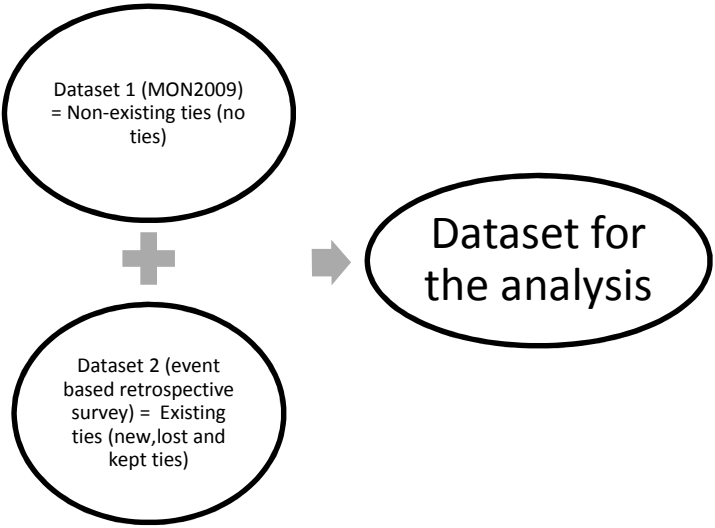 Dataset 1 (MON2009)
= Non-existing ties (no
ties)
Dataset 2 (event
based retrospective
survey) = Existing
ties (new,lost and
kept ties)
Dataset for
the analysis